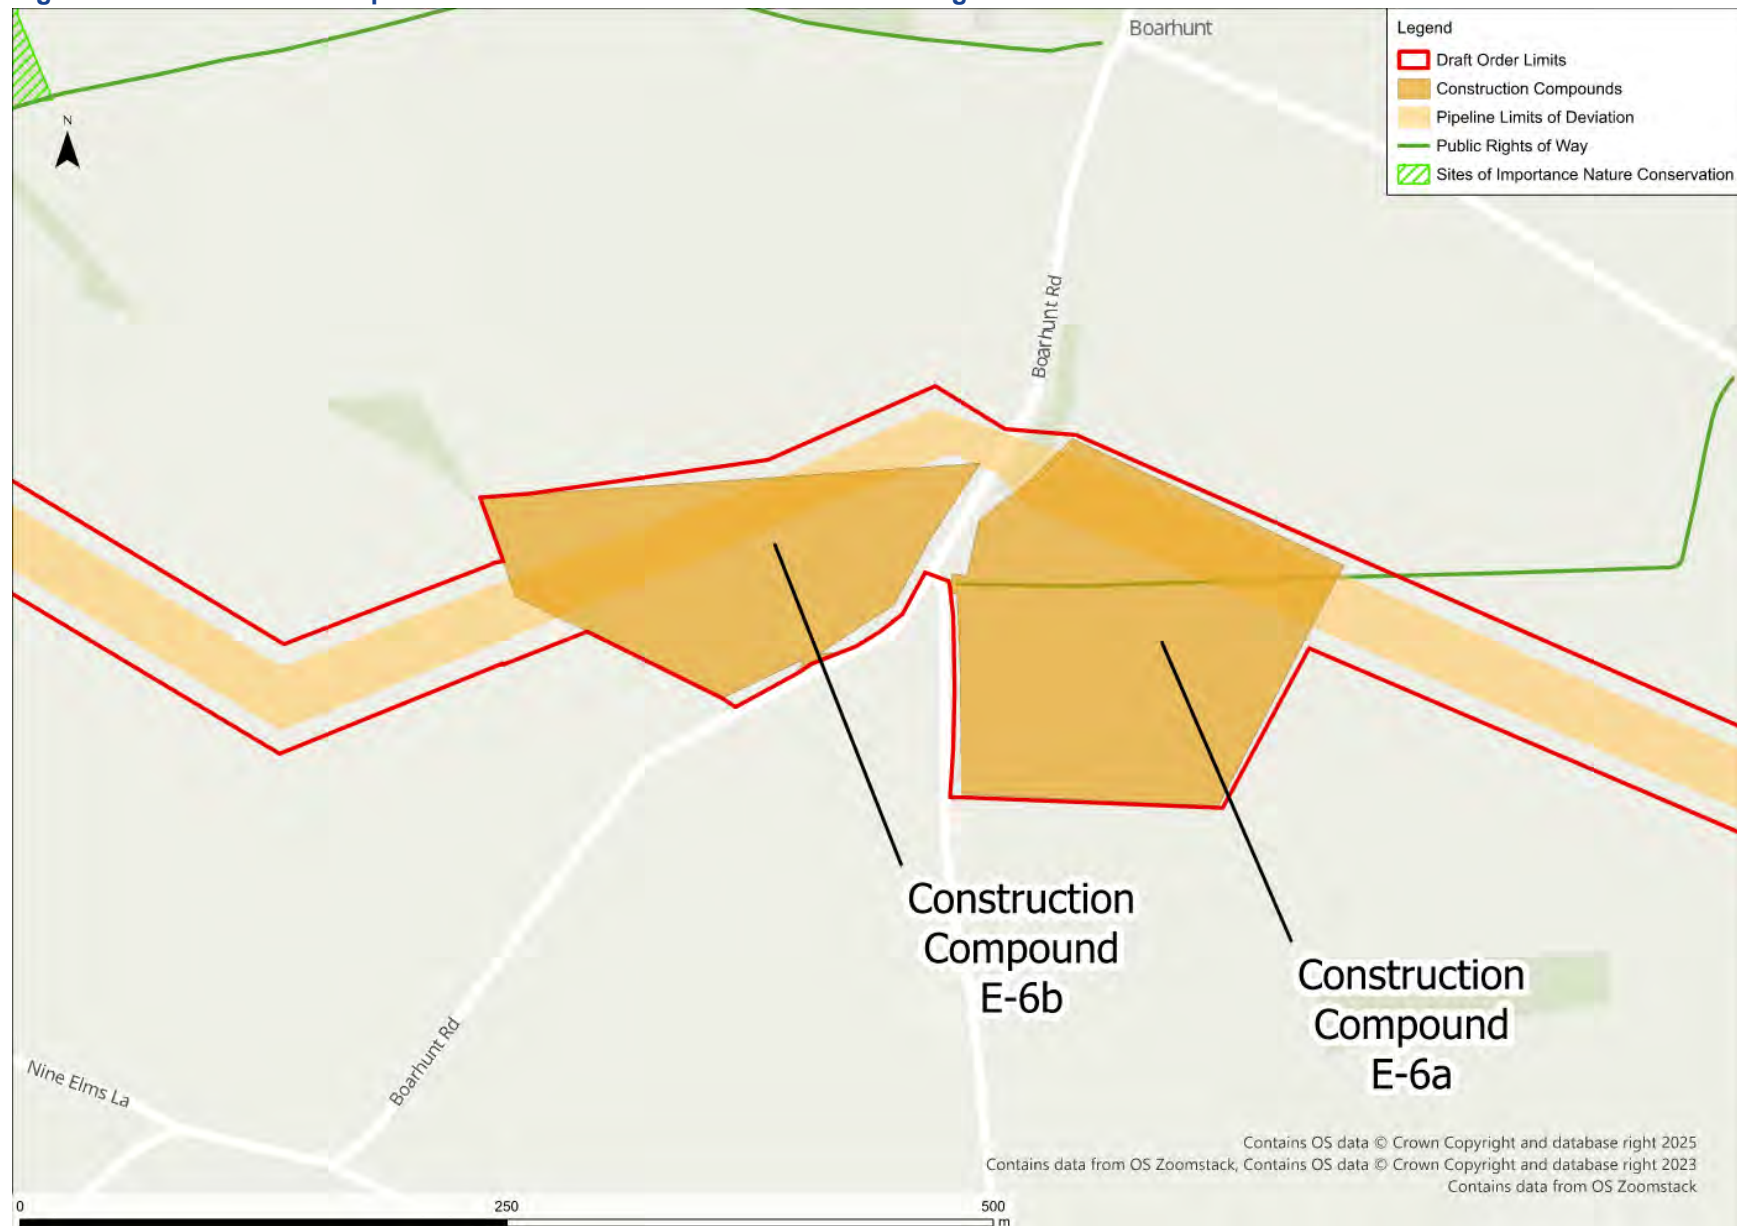 Boarhunt
Legend
Draft Order Limits
Construction Compounds
Pipeline Limits of Deviation
Public Rights of Way
Sites of Importance Nature Conservation
N
Boarhunt Rd
Construction
Compound
E-6b
Construction
Compound
E-6a
Boarhunt Rd
Nine Elms La
Contains OS data © Crown Copyright and database right 2025
Contains data from OS Zoomstack, Contains OS data © Crown Copyright and database right 2023
Contains data from OS Zoomstack
0 250 500
m